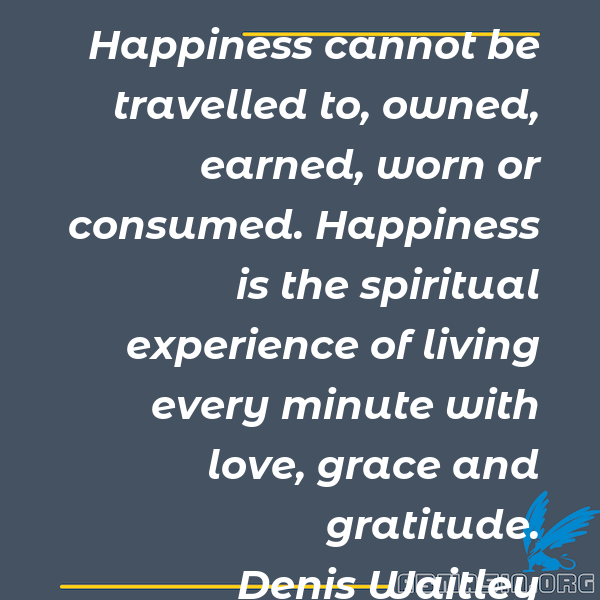 Happiness cannot be
travelled to, owned,
earned, worn or
consumed. Happiness
is the spiritual
experience of living
every minute with
love, grace and
gratitude.
Denis Waitley